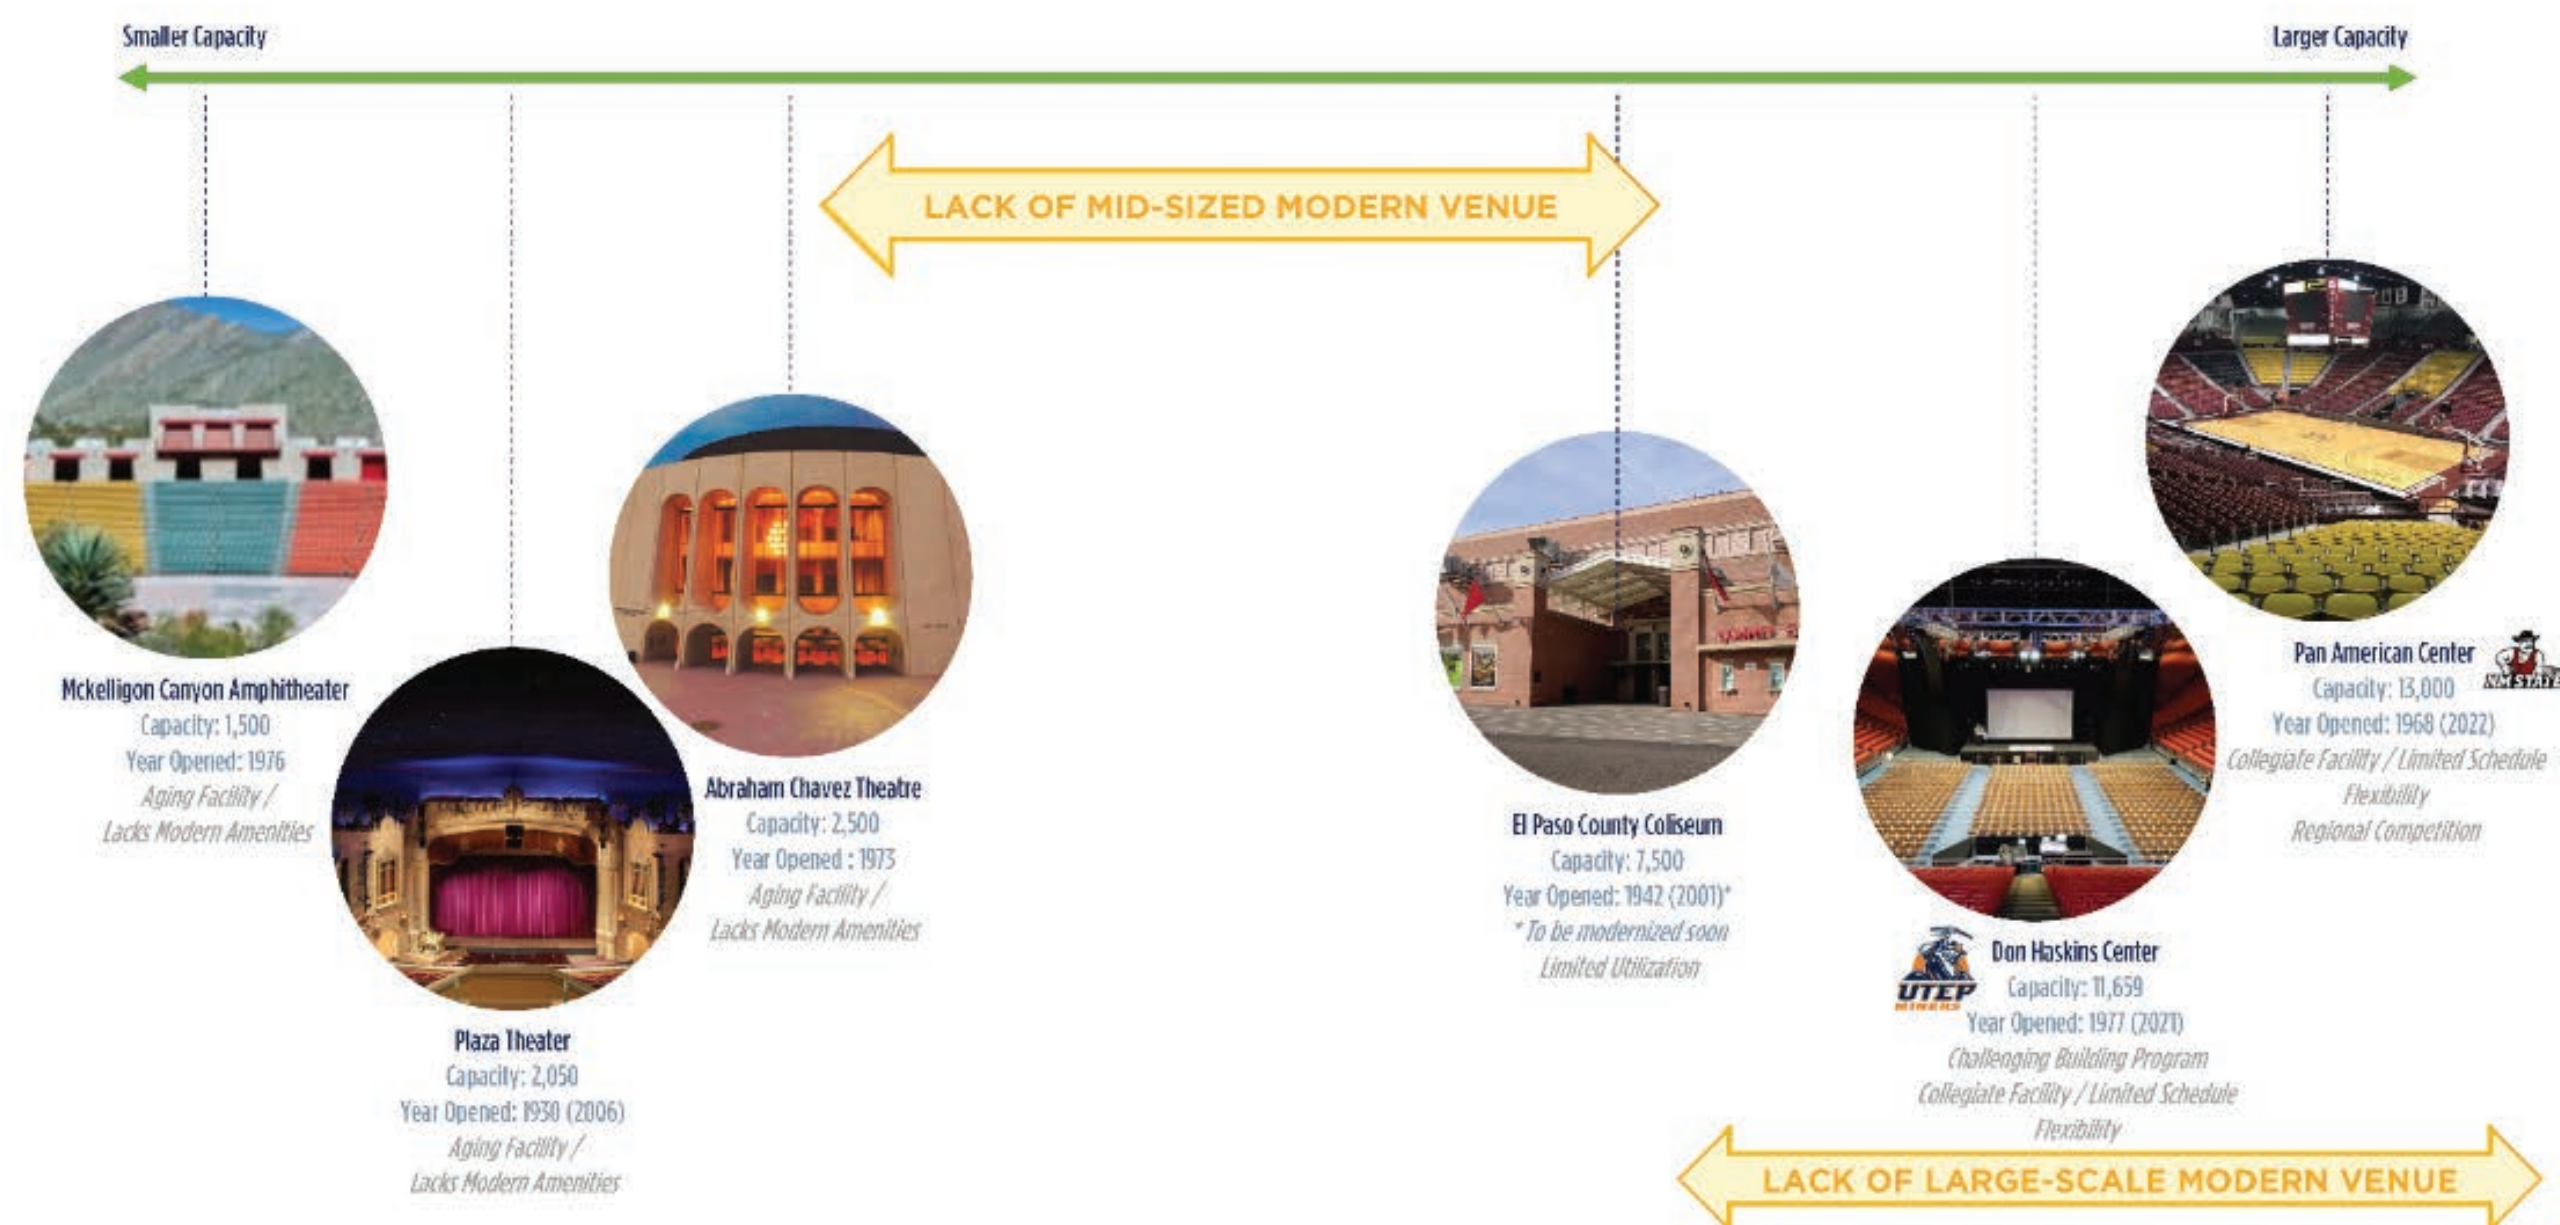 Smaller Capacity
Larger Capacity
LACK OF MID-SIZED MODERN VENUE
Mckelligon Canyon Amphitheater
Capacity: 1,500
Year Opened: 1976
Aging Facility /
Lacks Modern Amenities
Plaza Theater
Capacity: 2,050
Year Opened: 1930 (2006)
Aging Facility /
Lacks Modern Amenities
Abraham Chavez Theatre
Capacity: 2,500
Year Opened : 1973
Aging Facility /
Lacks Modern Amenities
El Paso County Coliseum
Capacity: 7,500
Year Opened: 1942 (2001)*
* To be modernized soon
Limited Utilization
UTEP
MINERS
Don Haskins Center
Capacity: 11,659
Year Opened: 1977 (2021)
Challenging Building Program
Collegiate Facility / Limited Schedule
Flexibility
Pan American Center
NM STATE
Capacity: 13,000
Year Opened: 1968 (2022)
Collegiate Facility / Limited Schedule
Flexibility
Regional Competition
LACK OF LARGE-SCALE MODERN VENUE